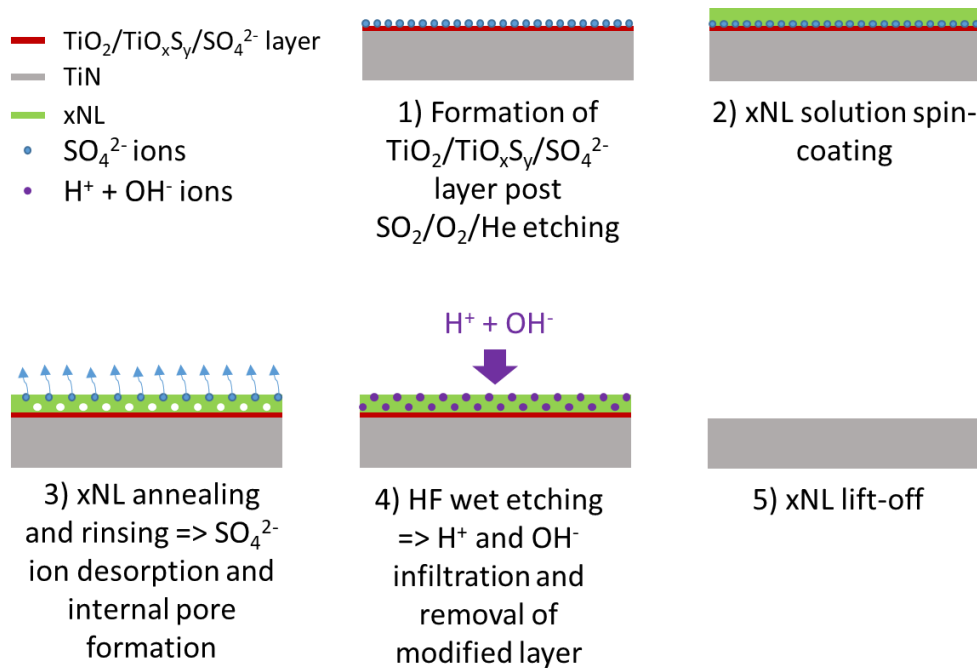 TiO₂/TiOₓSᵧ/SO₄²⁻ layer
TiN
xNL
SO₄²⁻ ions
H⁺ + OH⁻ ions
1) Formation of
TiO₂/TiOₓSᵧ/SO₄²⁻
layer post
SO₂/O₂/He etching
2) xNL solution spin-
coating
3) xNL annealing
and rinsing => SO₄²⁻
ion desorption and
internal pore
formation
H⁺ + OH⁻
4) HF wet etching
=> H⁺ and OH⁻
infiltration and
removal of
modified layer
5) xNL lift-off